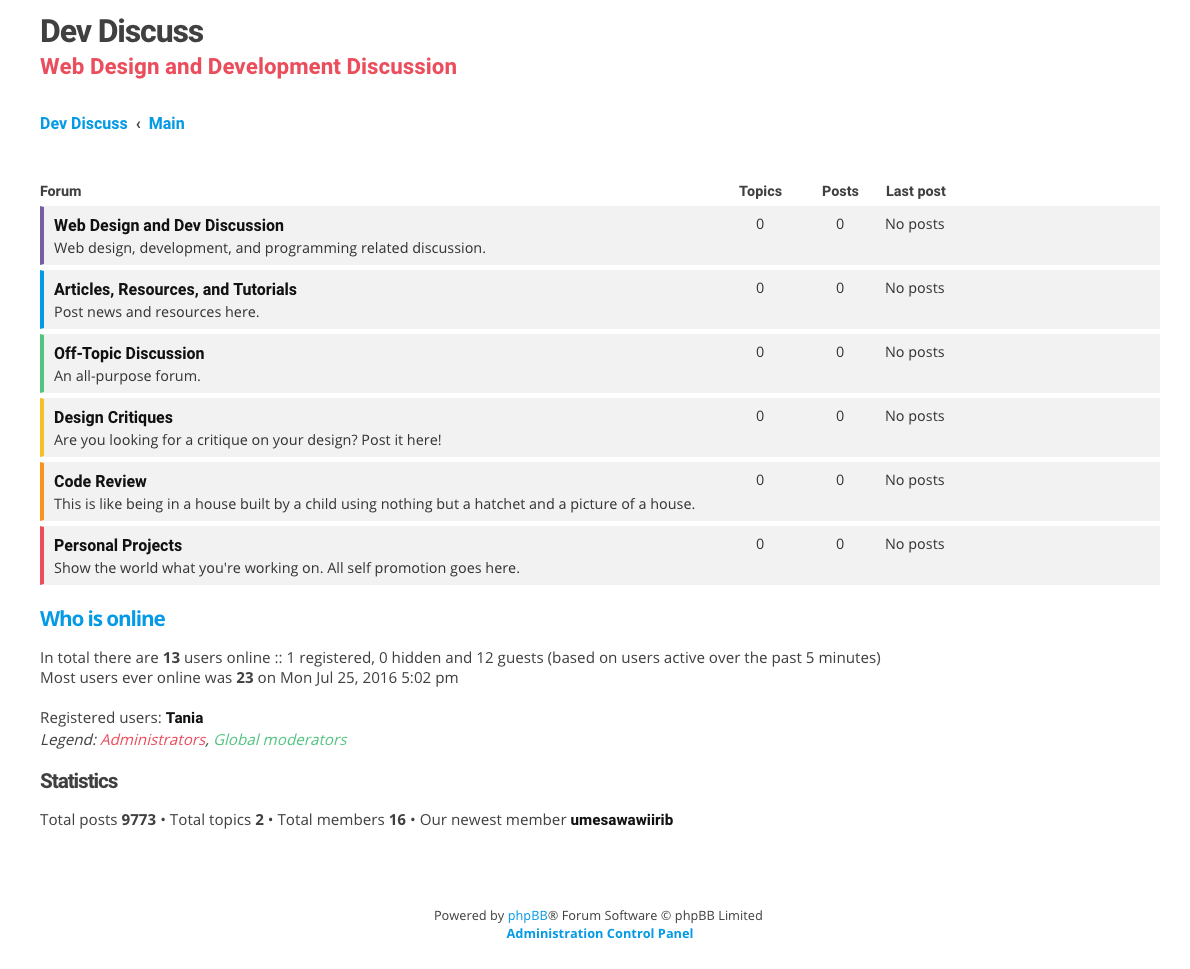 Dev Discuss
Web Design and Development Discussion
Dev Discuss ‹ Main
Forum Topics Posts Last post
Web Design and Dev Discussion 0 0 No posts
Web design, development, and programming related discussion.
Articles, Resources, and Tutorials 0 0 No posts
Post news and resources here.
Off-Topic Discussion 0 0 No posts
An all-purpose forum.
Design Critiques 0 0 No posts
Are you looking for a critique on your design? Post it here!
Code Review 0 0 No posts
This is like being in a house built by a child using nothing but a hatchet and a picture of a house.
Personal Projects 0 0 No posts
Show the world what you're working on. All self promotion goes here.
Who is online
In total there are 13 users online :: 1 registered, 0 hidden and 12 guests (based on users active over the past 5 minutes)
Most users ever online was 23 on Mon Jul 25, 2016 5:02 pm
Registered users: Tania
Legend: Administrators, Global moderators
Statistics
Total posts 9773 • Total topics 2 • Total members 16 • Our newest member umesawawiirib
Powered by phpBB® Forum Software © phpBB Limited
Administration Control Panel